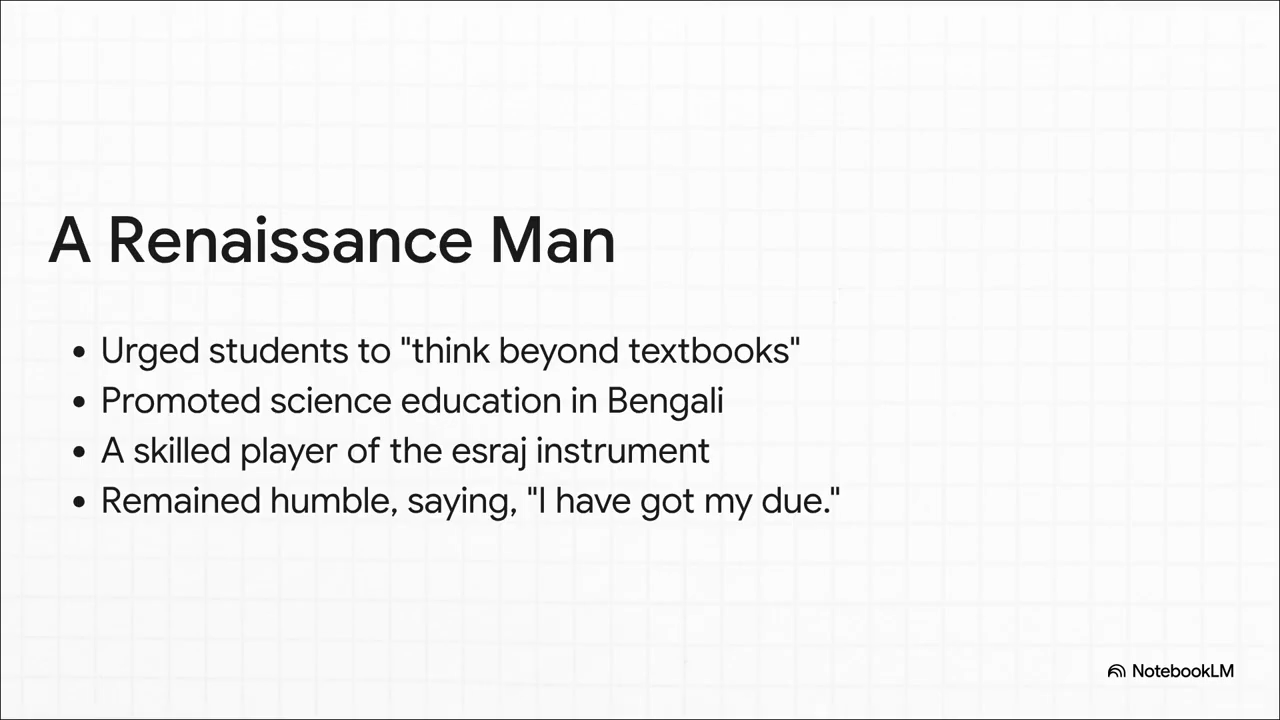 A Renaissance Man
• Urged students to "think beyond textbooks"
• Promoted science education in Bengali
• A skilled player of the esraj instrument
• Remained humble, saying, "I have got my due."
NotebookLM